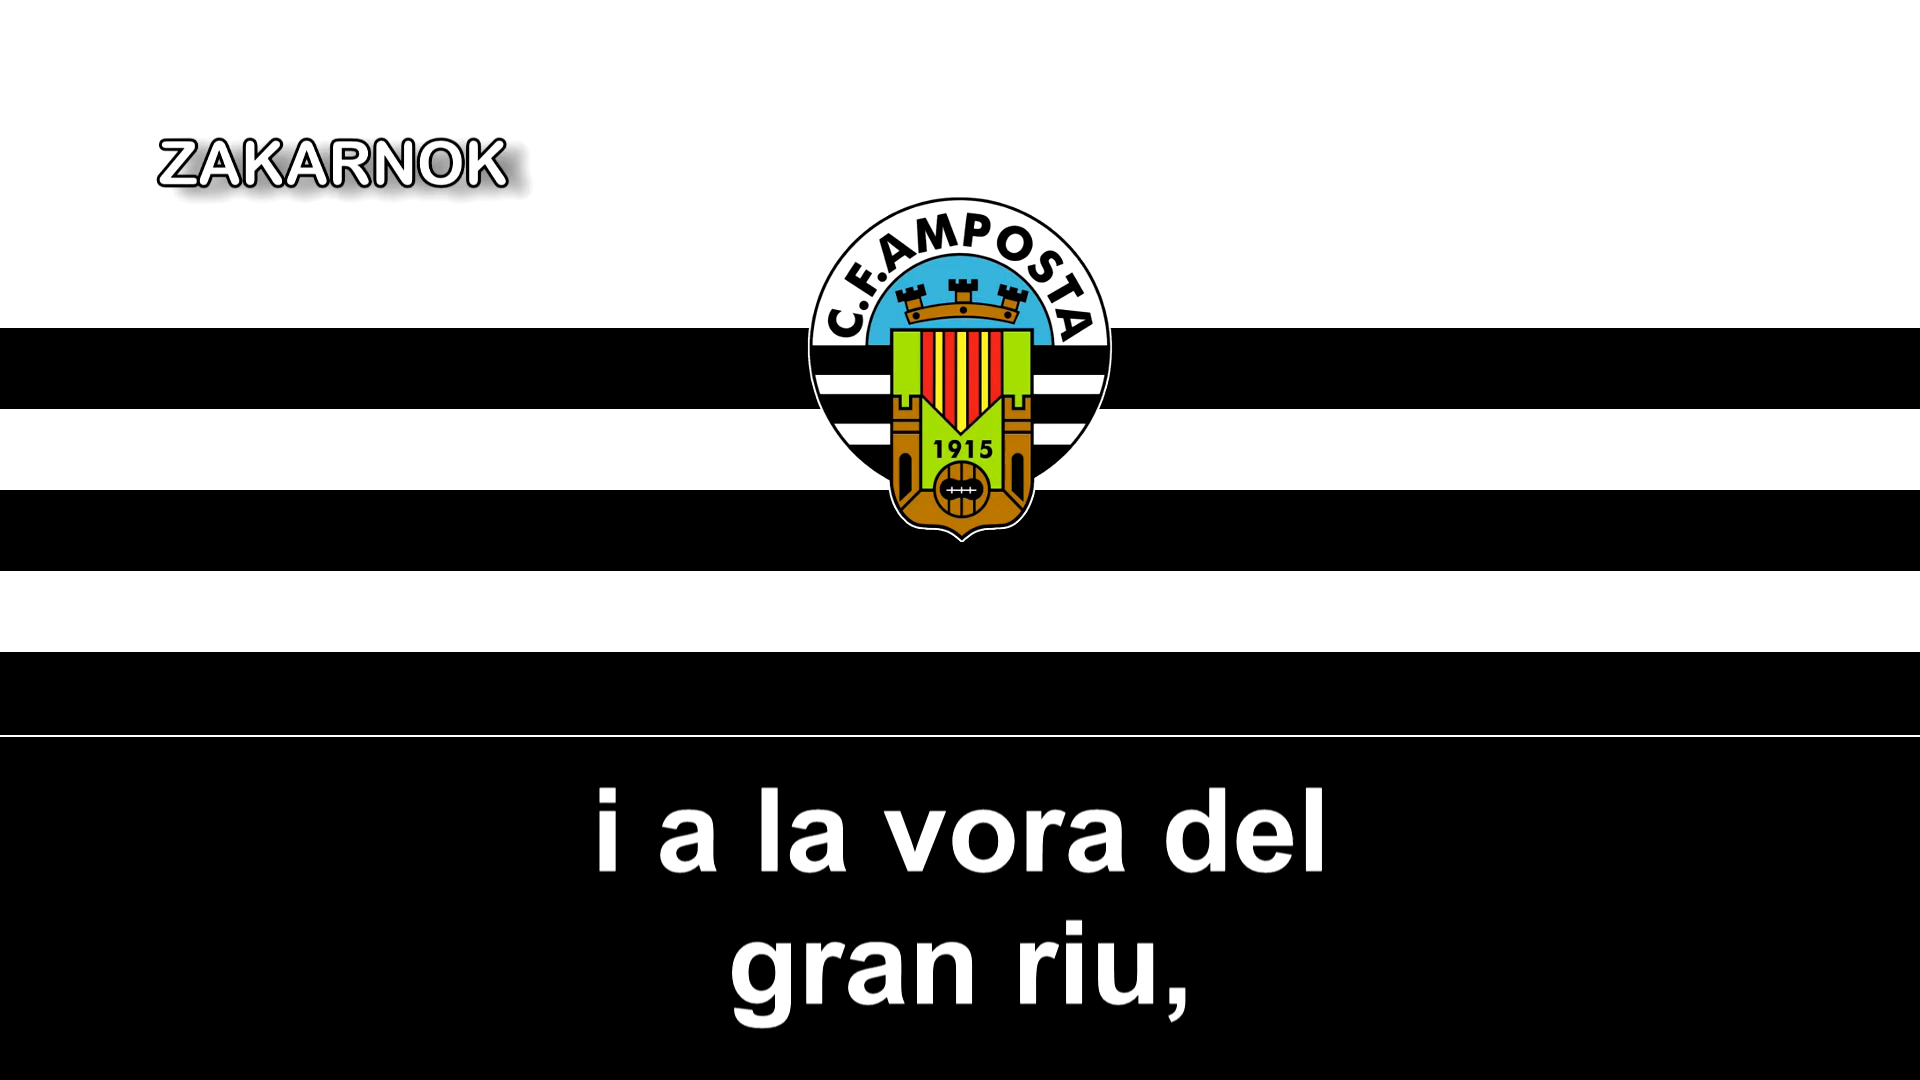 ZAKARNOK
C.F.AMPOSTA
1915
i a la vora del
gran riu,